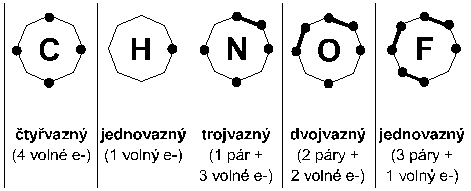 C H N O F
čtyřvazný jednovazný trojvazný dvojvazný jednovazný
(4 volné e-) (1 volný e-) (1 pár + (2 páry + (3 páry +
3 volné e-) 2 volné e-) 1 volný e-)